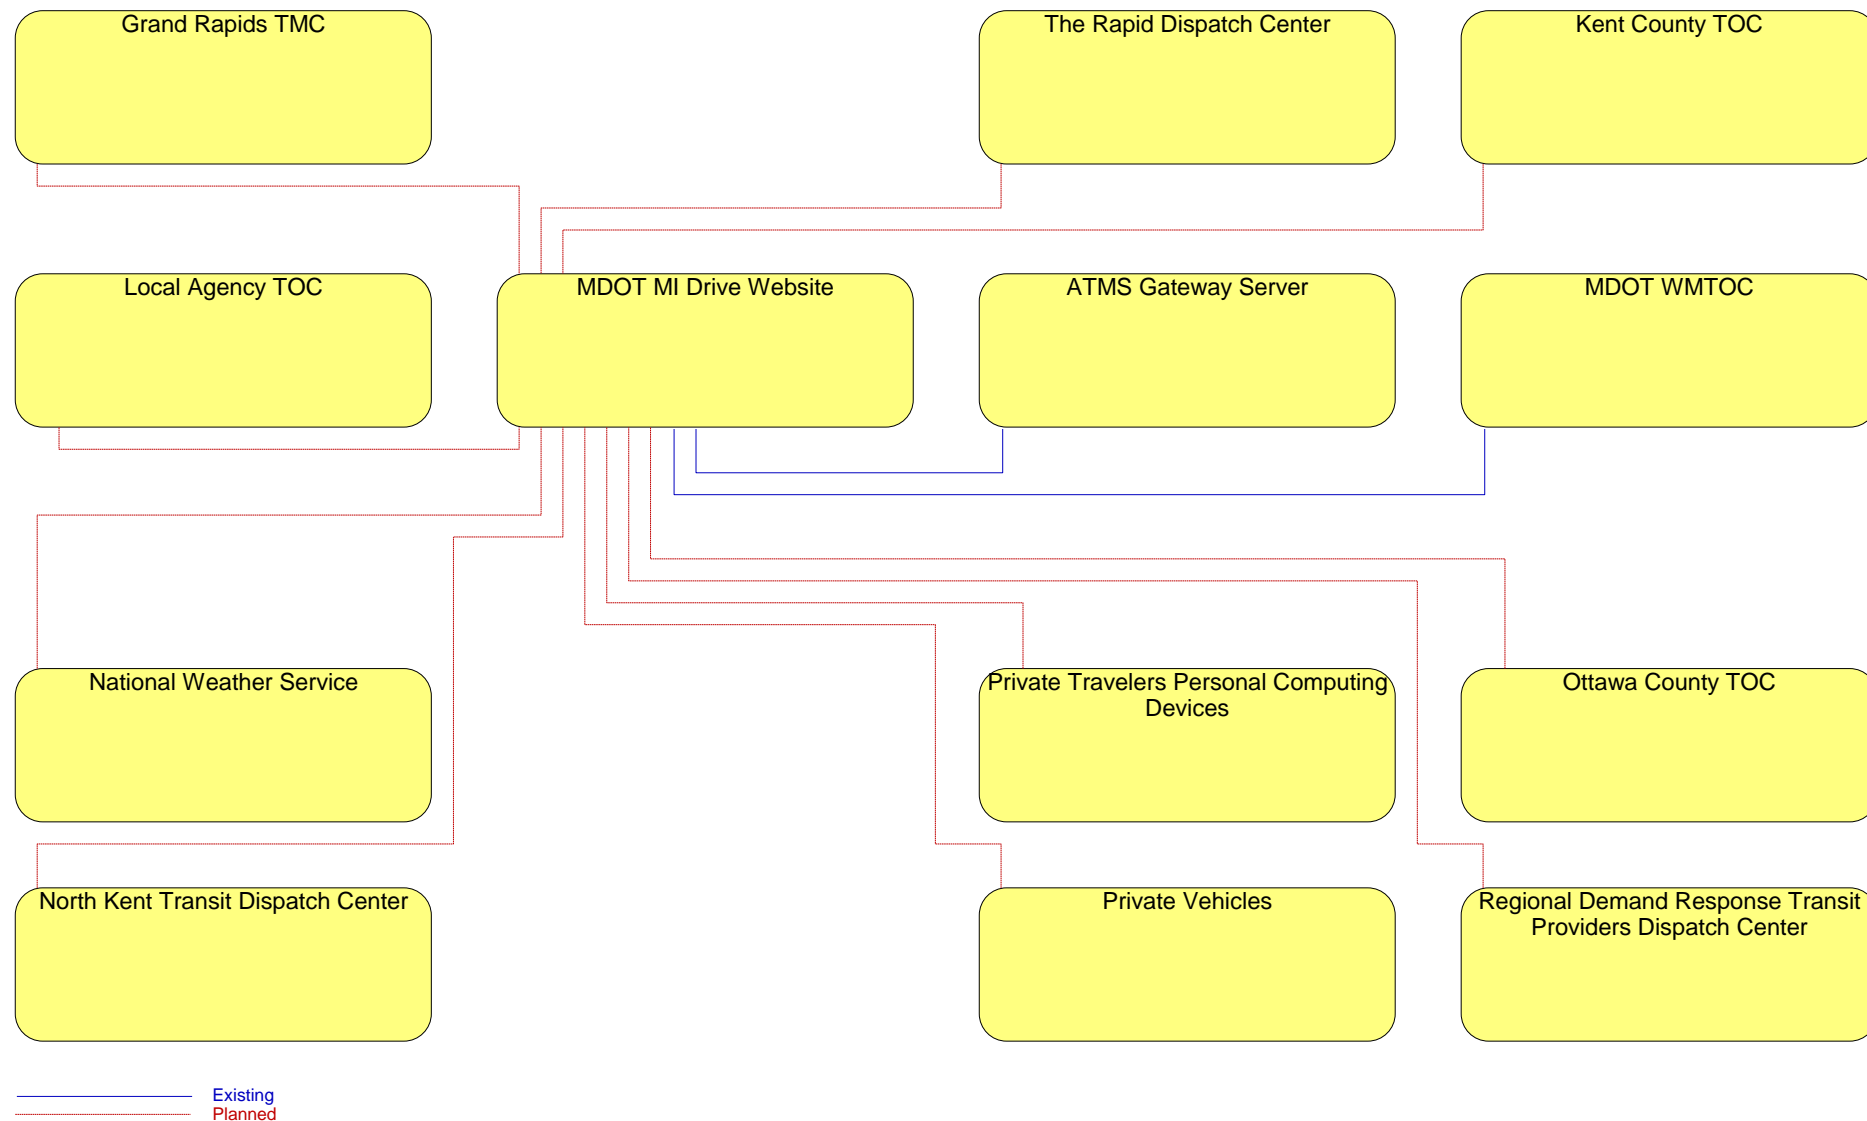 Grand Rapids TMC
The Rapid Dispatch Center
Kent County TOC
Local Agency TOC
MDOT MI Drive Website
ATMS Gateway Server
MDOT WMTOC
National Weather Service
Private Travelers Personal Computing
Devices
Ottawa County TOC
North Kent Transit Dispatch Center
Private Vehicles
Regional Demand Response Transit
Providers Dispatch Center
Existing
Planned